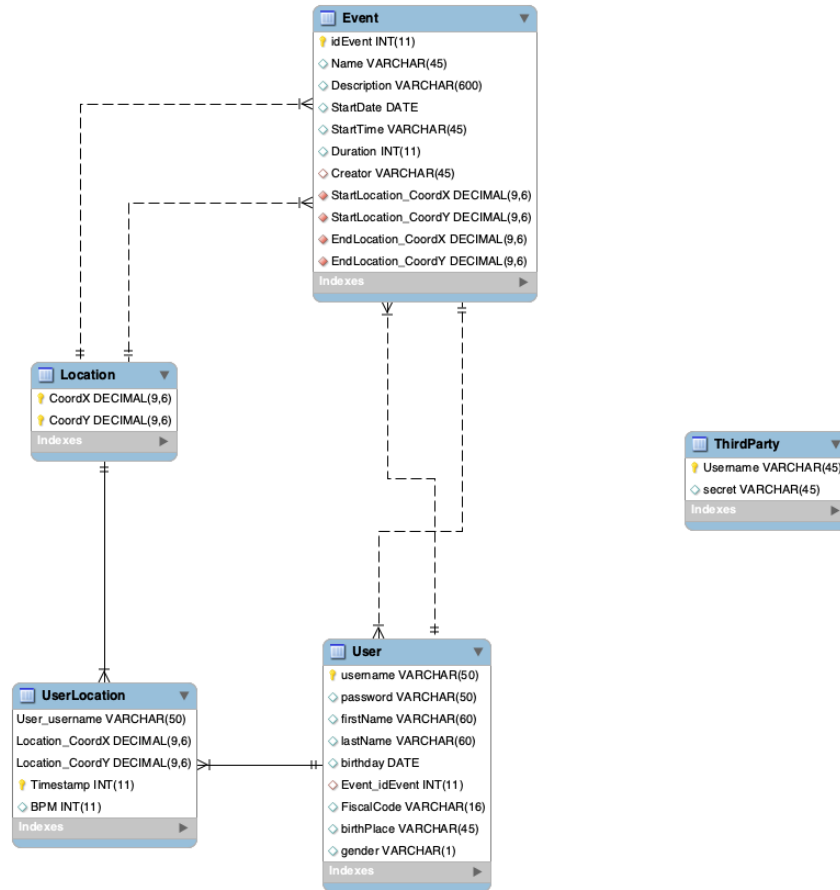 Event
idEvent INT(11)
Name VARCHAR(45)
Description VARCHAR(600)
StartDate DATE
StartTime VARCHAR(45)
Duration INT(11)
Creator VARCHAR(45)
StartLocation_CoordX DECIMAL(9,6)
StartLocation_CoordY DECIMAL(9,6)
EndLocation_CoordX DECIMAL(9,6)
EndLocation_CoordY DECIMAL(9,6)
Indexes
Location
CoordX DECIMAL(9,6)
CoordY DECIMAL(9,6)
Indexes
ThirdParty
Username VARCHAR(45)
secret VARCHAR(45)
Indexes
User
username VARCHAR(50)
password VARCHAR(50)
firstName VARCHAR(60)
lastName VARCHAR(60)
birthday DATE
Event_idEvent INT(11)
FiscalCode VARCHAR(16)
birthPlace VARCHAR(45)
gender VARCHAR(1)
Indexes
UserLocation
User_username VARCHAR(50)
Location_CoordX DECIMAL(9,6)
Location_CoordY DECIMAL(9,6)
Timestamp INT(11)
BPM INT(11)
Indexes